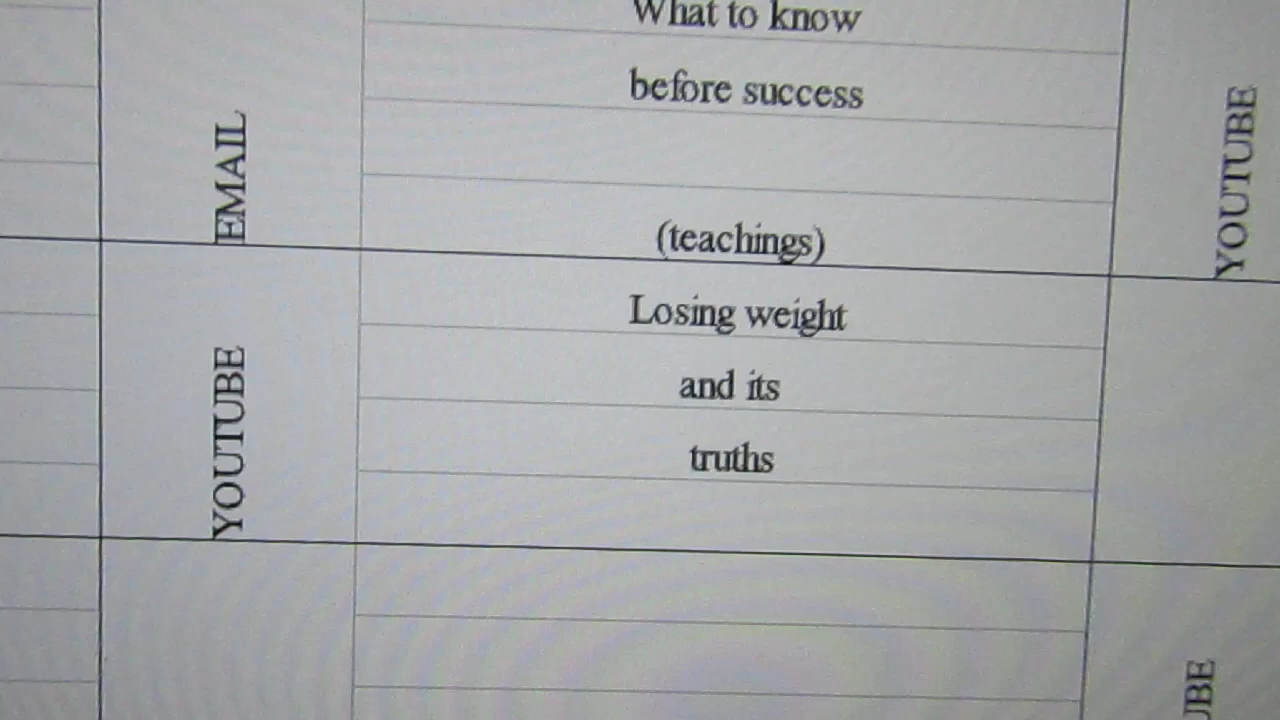 What to know
before success
EMAIL
(teachings)
YOUTUBE
Losing weight
and its
truths
YOUTUBE